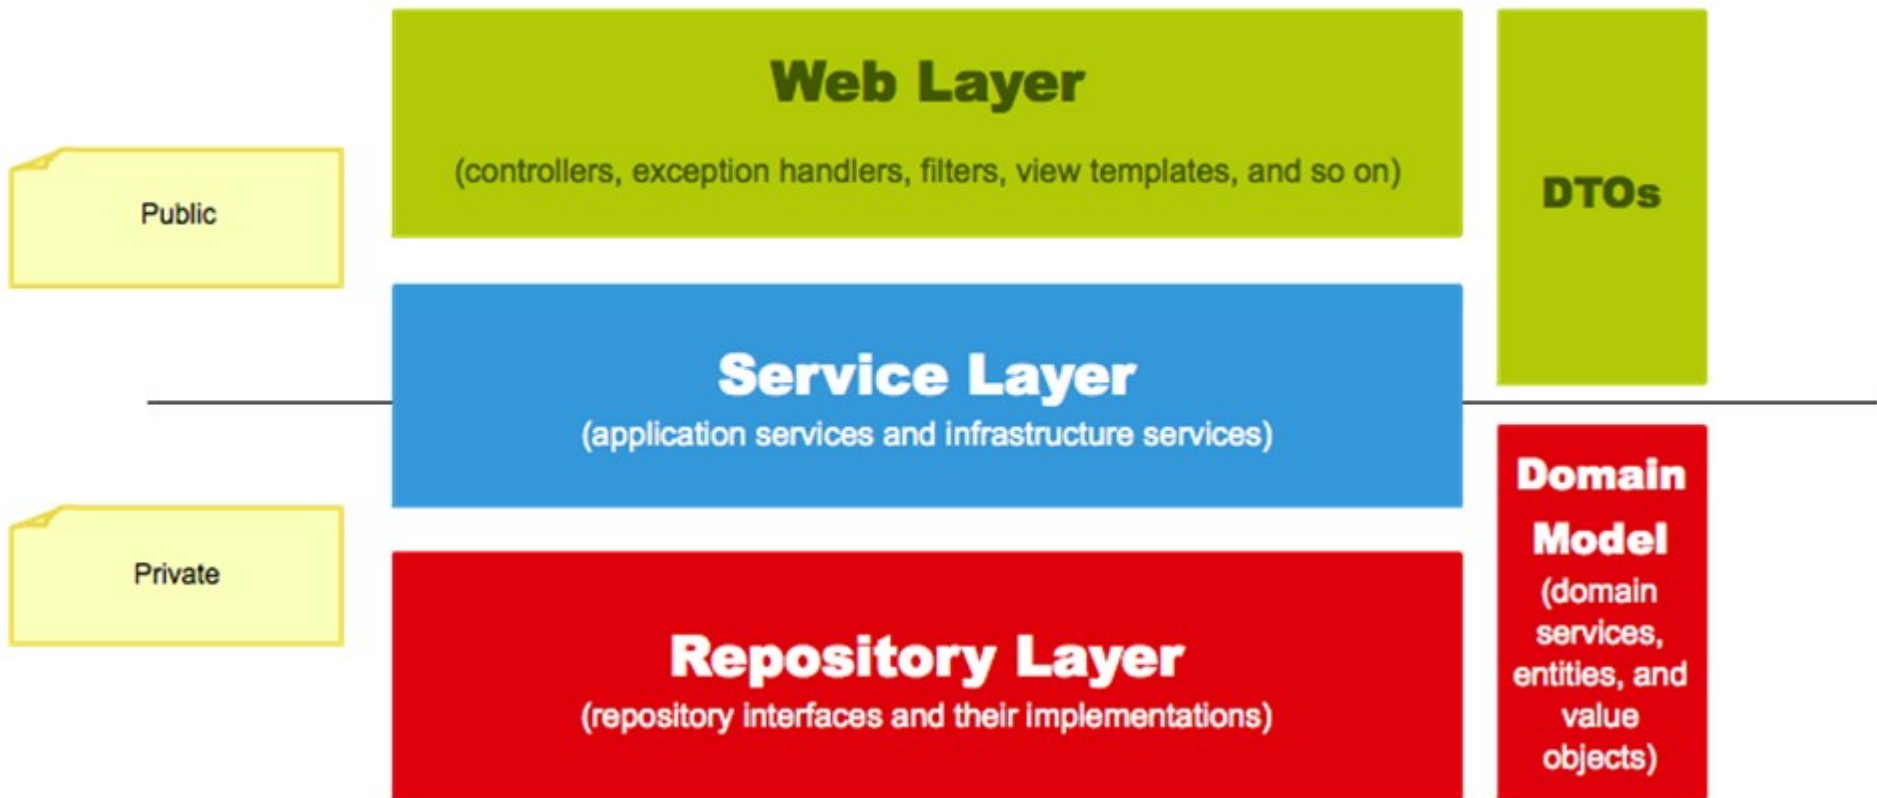 Web Layer
(controllers, exception handlers, filters, view templates, and so on)
DTOs
Public
Service Layer
(application services and infrastructure services)
Domain
Model
(domain
services,
entities, and
value
objects)
Private
Repository Layer
(repository interfaces and their implementations)